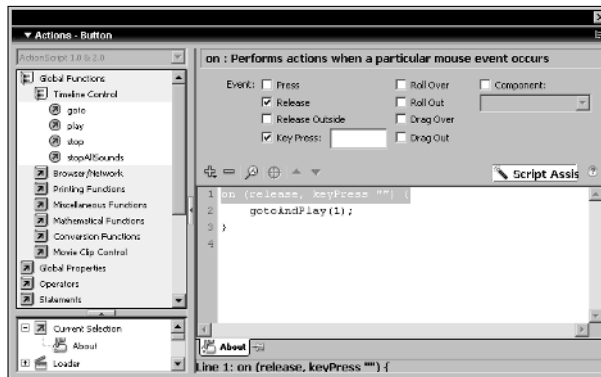 Actions - Button
ActionScript 1.0 & 2.0
Global Functions
Timeline Control
goto
play
stop
stopAllSounds
Browser/Network
Printing Functions
Miscellaneous Functions
Mathematical Functions
Conversion Functions
Movie Clip Control
Global Properties
Operators
Statements
Current Selection
About
Loader
on : Performs actions when a particular mouse event occurs
Event:
Press
Release
Release Outside
Key Press:
Roll Over
Roll Out
Drag Over
Drag Out
Component:
Script Assis
1 on (release, keyPress "") {
2 gotoAndPlay(1);
3 }
4
About
Line 1: on (release, keyPress "") {